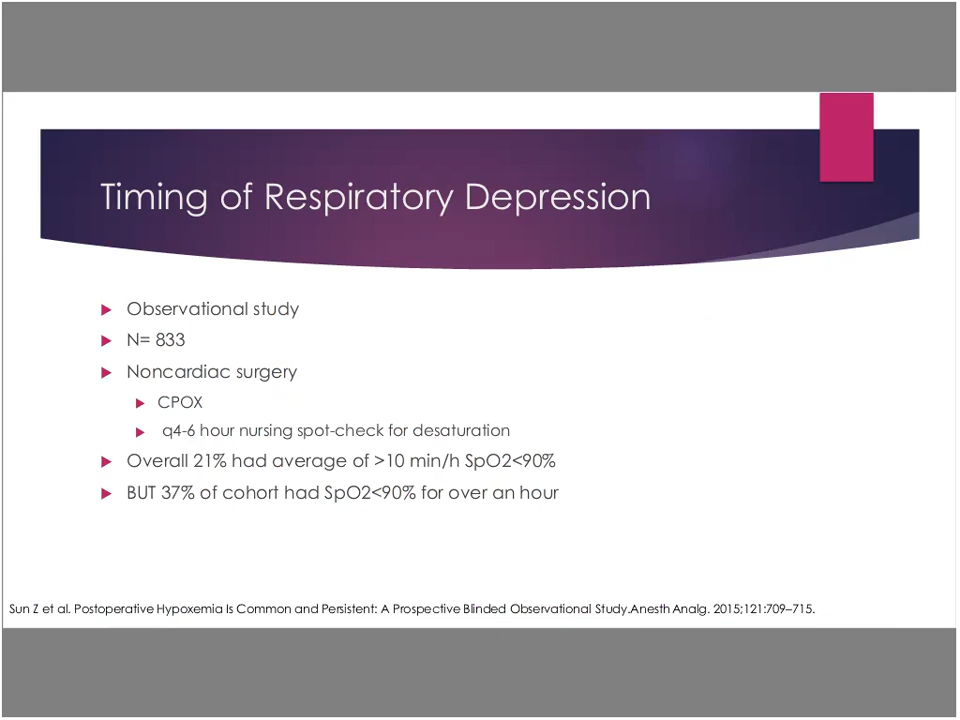 Timing of Respiratory Depression
Observational study
N= 833
Noncardiac surgery
CPOX
q4-6 hour nursing spot-check for desaturation
Overall 21% had average of >10 min/h SpO2<90%
BUT 37% of cohort had SpO2<90% for over an hour
Sun Z et al. Postoperative Hypoxemia Is Common and Persistent: A Prospective Blinded Observational Study.Anesth Analg. 2015;121:709–715.